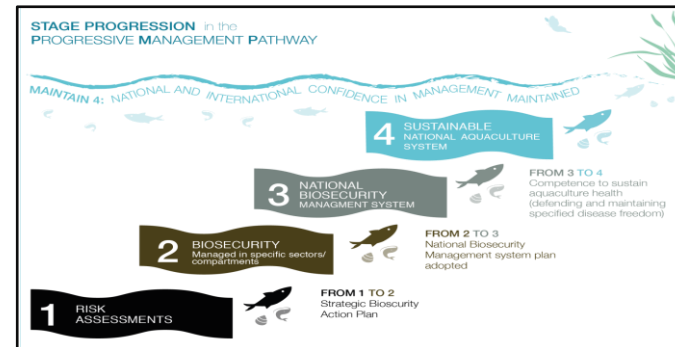 STAGE PROGRESSION in the
PROGRESSIVE MANAGEMENT PATHWAY
MAINTAIN 4: NATIONAL AND INTERNATIONAL CONFIDENCE IN MANAGEMENT MAINTAINED
4 SUSTAINABLE
NATIONAL AQUACULTURE
SYSTEM
FROM 3 TO 4
Competence to sustain
aquaculture health
(defending and maintaining
specified disease freedom)
3 NATIONAL
BIOSECURITY
MANAGMENT SYSTEM
FROM 2 TO 3
National Biosecurity
Management system plan
adopted
2 BIOSECURITY
Managed in specific sectors/
compartments
FROM 1 TO 2
Strategic Bioscurity
Action Plan
1 RISK
ASSESSMENTS